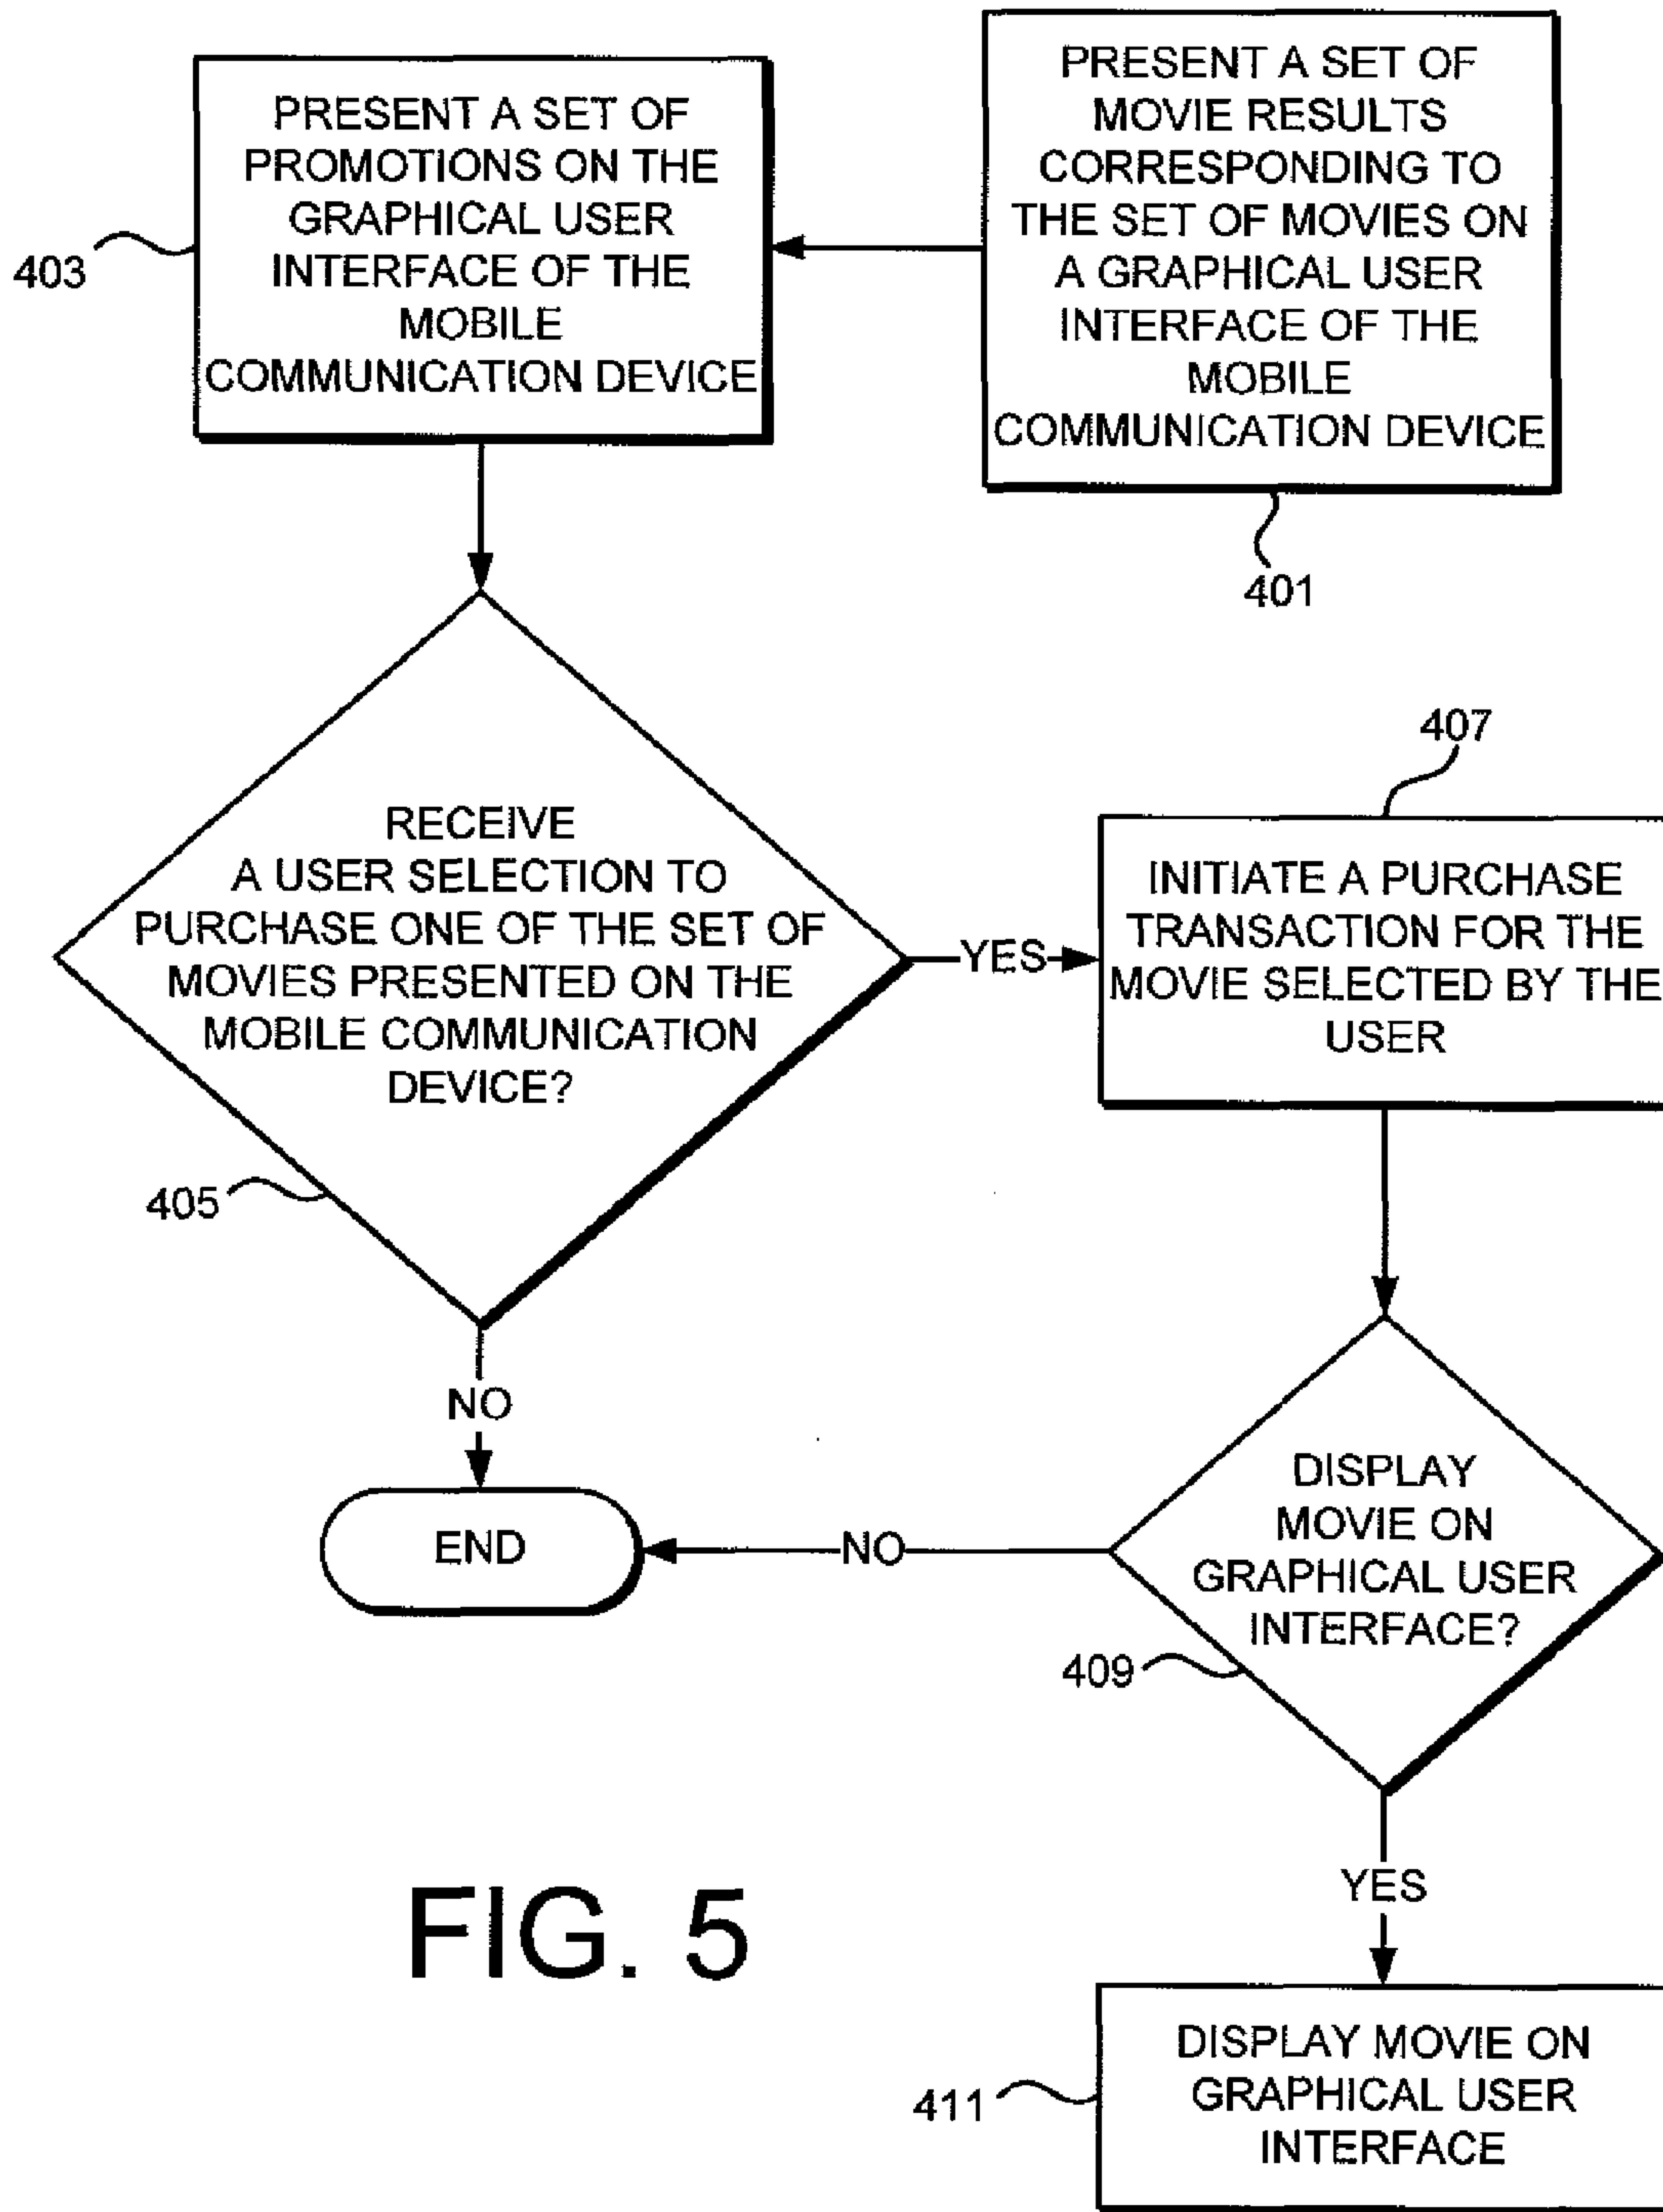 PRESENT A SET OF
MOVIE RESULTS
CORRESPONDING TO
THE SET OF MOVIES ON
A GRAPHICAL USER
INTERFACE OF THE
MOBILE
COMMUNICATION DEVICE
401
PRESENT A SET OF
PROMOTIONS ON THE
GRAPHICAL USER
INTERFACE OF THE
MOBILE
COMMUNICATION DEVICE
403
RECEIVE
A USER SELECTION TO
PURCHASE ONE OF THE SET OF
MOVIES PRESENTED ON THE
MOBILE COMMUNICATION
DEVICE?
405
YES
NO
407
INITIATE A PURCHASE
TRANSACTION FOR THE
MOVIE SELECTED BY THE
USER
DISPLAY
MOVIE ON
GRAPHICAL USER
INTERFACE?
409
NO
END
YES
DISPLAY MOVIE ON
GRAPHICAL USER
INTERFACE
411
FIG. 5